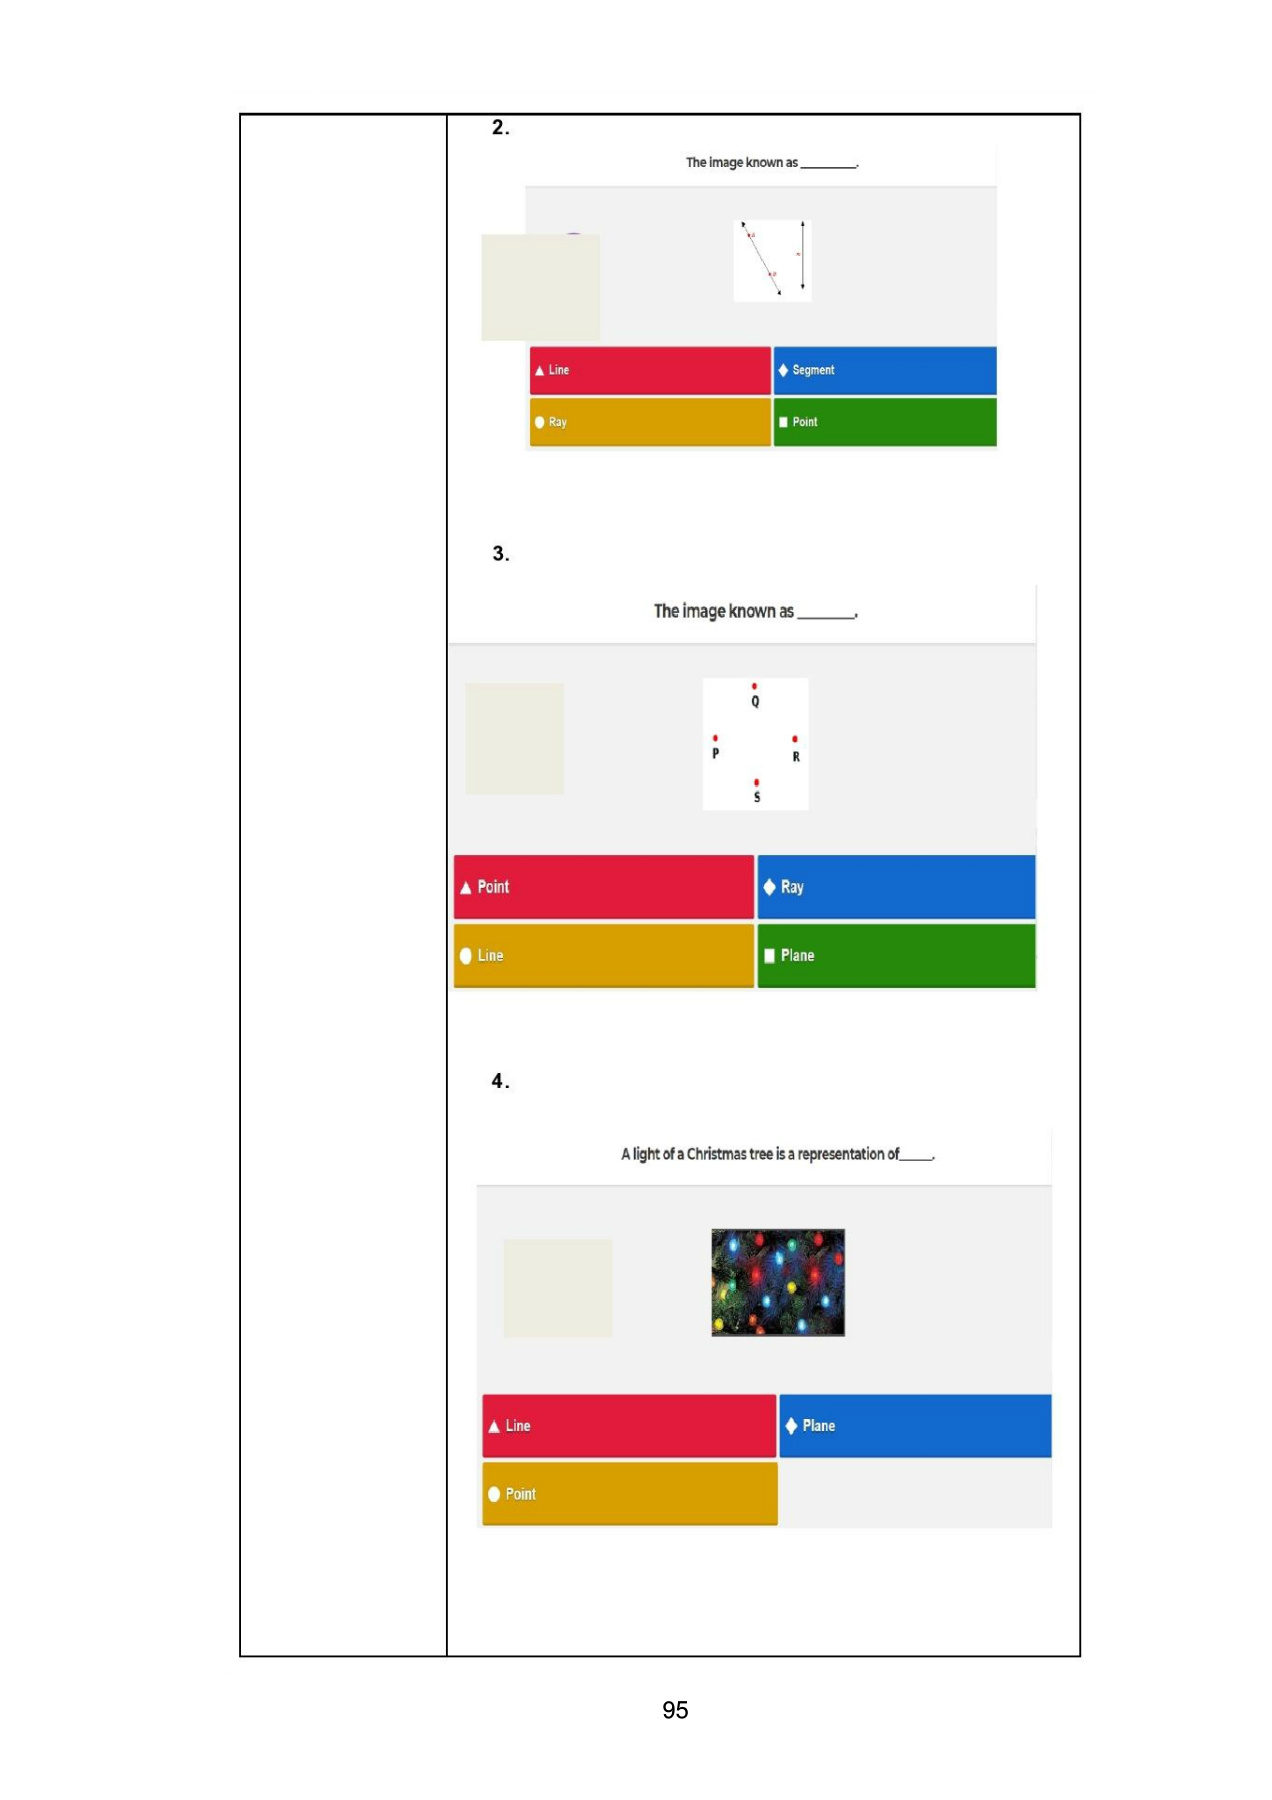 2.
The image known as ________.
A
B
Line
Segment
Ray
Point
3.
The image known as _______.
Q
P
R
S
Point
Ray
Line
Plane
4.
A light of a Christmas tree is a representation of_____.
Line
Plane
Point
95